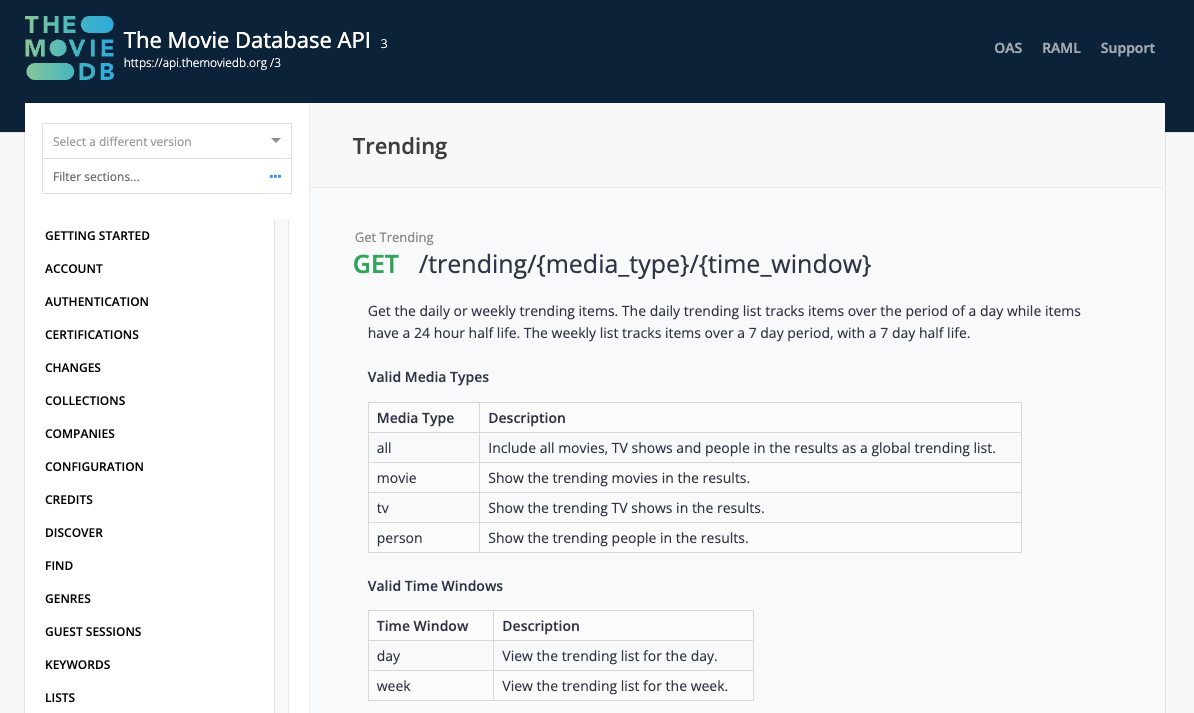 THE
MOVIE
DB
The Movie Database API 3
https://api.themoviedb.org /3
OAS RAML Support
Select a different version
Filter sections...
GETTING STARTED
ACCOUNT
AUTHENTICATION
CERTIFICATIONS
CHANGES
COLLECTIONS
COMPANIES
CONFIGURATION
CREDITS
DISCOVER
FIND
GENRES
GUEST SESSIONS
KEYWORDS
LISTS
Trending
Get Trending
GET /trending/{media_type}/{time_window}
Get the daily or weekly trending items. The daily trending list tracks items over the period of a day while items
have a 24 hour half life. The weekly list tracks items over a 7 day period, with a 7 day half life.
Valid Media Types
Media Type Description
all Include all movies, TV shows and people in the results as a global trending list.
movie Show the trending movies in the results.
tv Show the trending TV shows in the results.
person Show the trending people in the results.
Valid Time Windows
Time Window Description
day View the trending list for the day.
week View the trending list for the week.